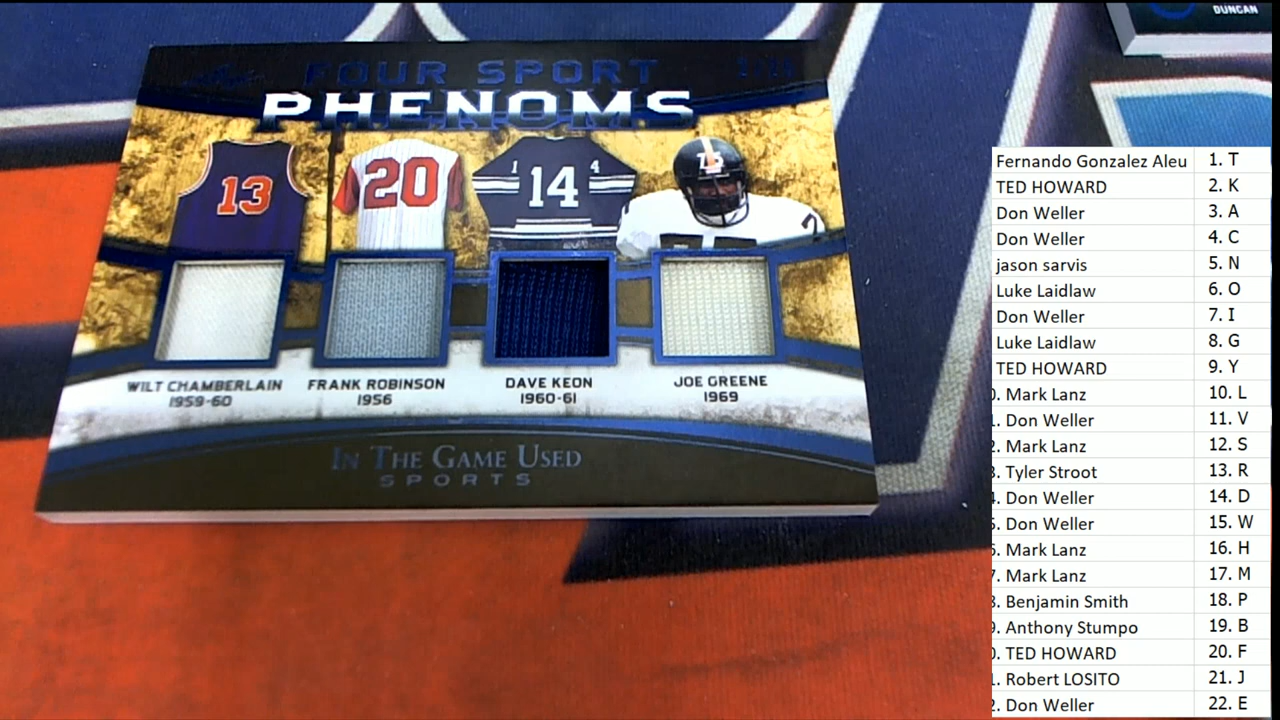 DUNCAN
FOUR SPORT
PHENOMS
13
20
1 14 4
75
WILT CHAMBERLAIN
1959-60
FRANK ROBINSON
1956
DAVE KEON
1960-61
JOE GREENE
1969
IN THE GAME USED
SPORTS
Fernando Gonzalez Aleu 1. T
TED HOWARD 2. K
Don Weller 3. A
Don Weller 4. C
jason sarvis 5. N
Luke Laidlaw 6. O
Don Weller 7. I
Luke Laidlaw 8. G
TED HOWARD 9. Y
. Mark Lanz 10. L
. Don Weller 11. V
. Mark Lanz 12. S
. Tyler Stroot 13. R
. Don Weller 14. D
. Don Weller 15. W
. Mark Lanz 16. H
. Mark Lanz 17. M
. Benjamin Smith 18. P
. Anthony Stumpo 19. B
. TED HOWARD 20. F
. Robert LOSITO 21. J
. Don Weller 22. E